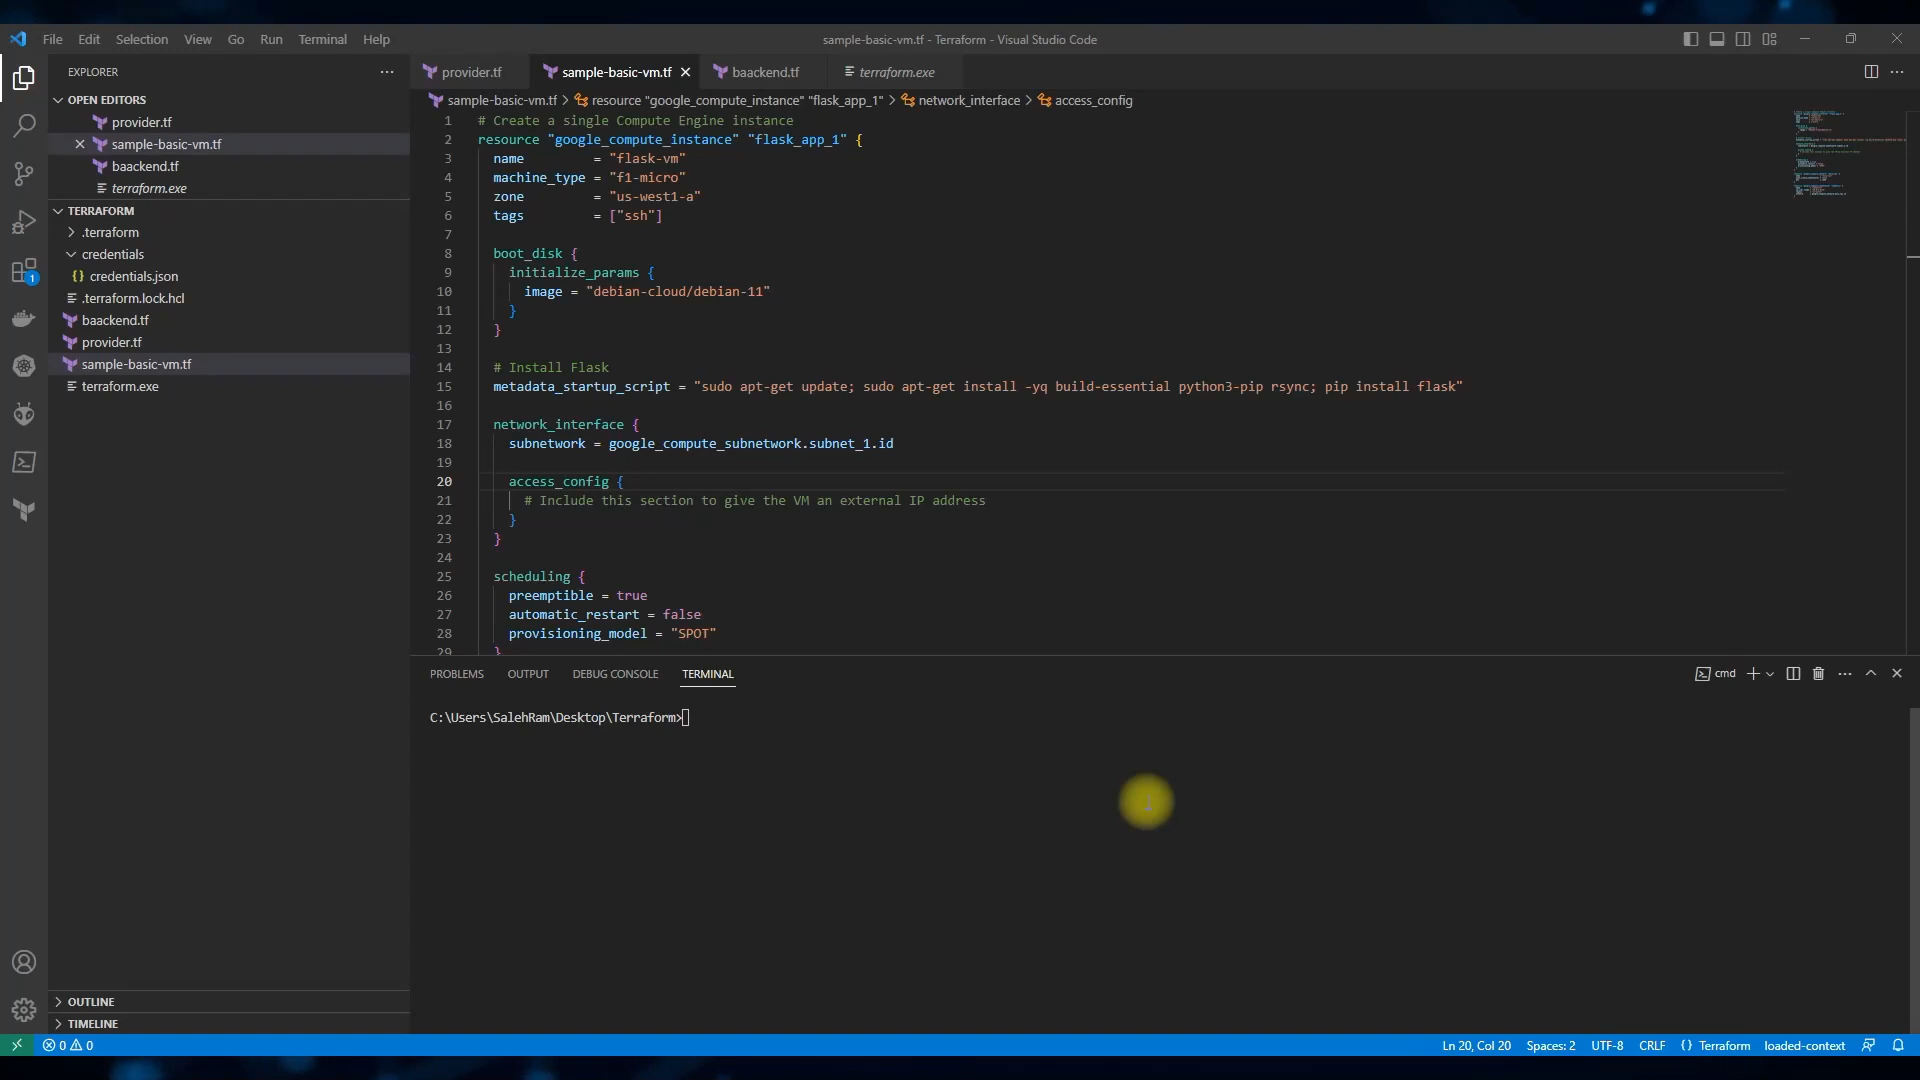 File Edit Selection View Go Run Terminal Help
sample-basic-vm.tf - Terraform - Visual Studio Code
EXPLORER
OPEN EDITORS
provider.tf
sample-basic-vm.tf
baackend.tf
terraform.exe
TERRAFORM
.terraform
credentials
credentials.json
.terraform.lock.hcl
baackend.tf
provider.tf
sample-basic-vm.tf
terraform.exe
OUTLINE
TIMELINE
1
provider.tf sample-basic-vm.tf baackend.tf terraform.exe
sample-basic-vm.tf > resource "google_compute_instance" "flask_app_1" > network_interface > access_config
1 # Create a single Compute Engine instance
2 resource "google_compute_instance" "flask_app_1" {
3 name = "flask-vm"
4 machine_type = "f1-micro"
5 zone = "us-west1-a"
6 tags = ["ssh"]
7
8 boot_disk {
9 initialize_params {
10 image = "debian-cloud/debian-11"
11 }
12 }
13
14 # Install Flask
15 metadata_startup_script = "sudo apt-get update; sudo apt-get install -yq build-essential python3-pip rsync; pip install flask"
16
17 network_interface {
18 subnetwork = google_compute_subnetwork.subnet_1.id
19
20 access_config {
21 # Include this section to give the VM an external IP address
22 }
23 }
24
25 scheduling {
26 preemptible = true
27 automatic_restart = false
28 provisioning_model = "SPOT"
29 }
PROBLEMS OUTPUT DEBUG CONSOLE TERMINAL
cmd
C:\Users\SalehRam\Desktop\Terraform>
0 0
Ln 20, Col 20 Spaces: 2 UTF-8 CRLF {} Terraform loaded-context